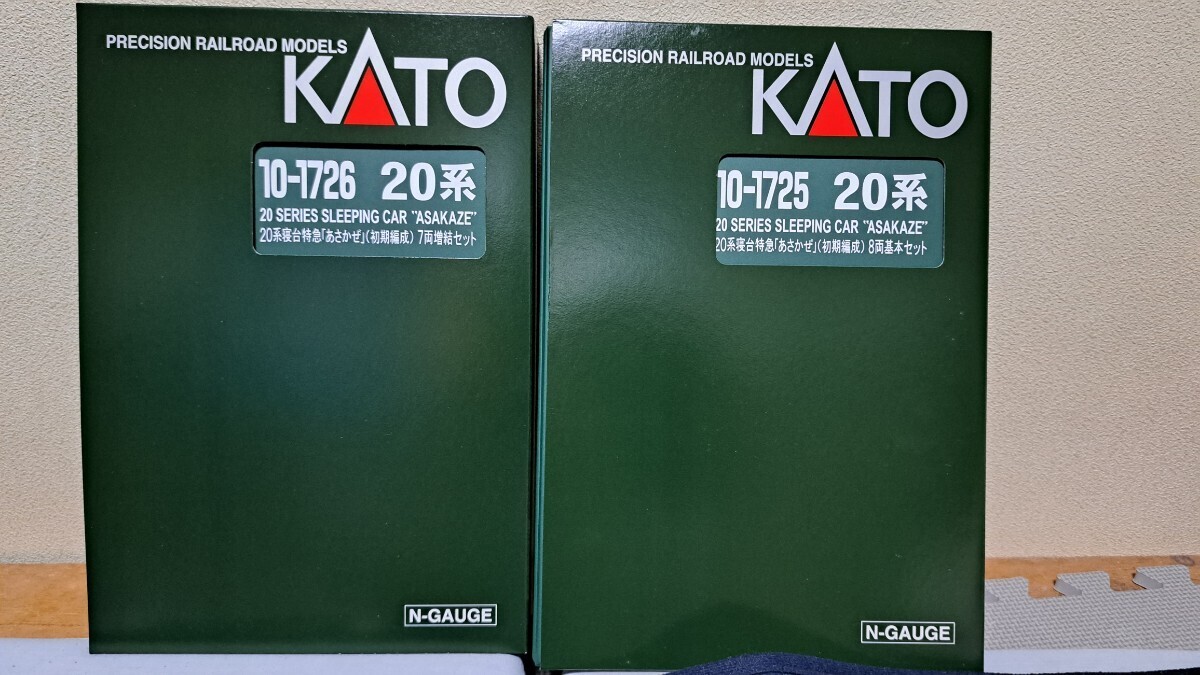 PRECISION RAILROAD MODELS
KATO
10-1726 20系
20 SERIES SLEEPING CAR "ASAKAZE"
20系寝台特急「あさかぜ」(初期編成) 7両増結セット
N-GAUGE
PRECISION RAILROAD MODELS
KATO
10-1725 20系
20 SERIES SLEEPING CAR "ASAKAZE"
20系寝台特急「あさかぜ」(初期編成) 8両基本セット
N-GAUGE